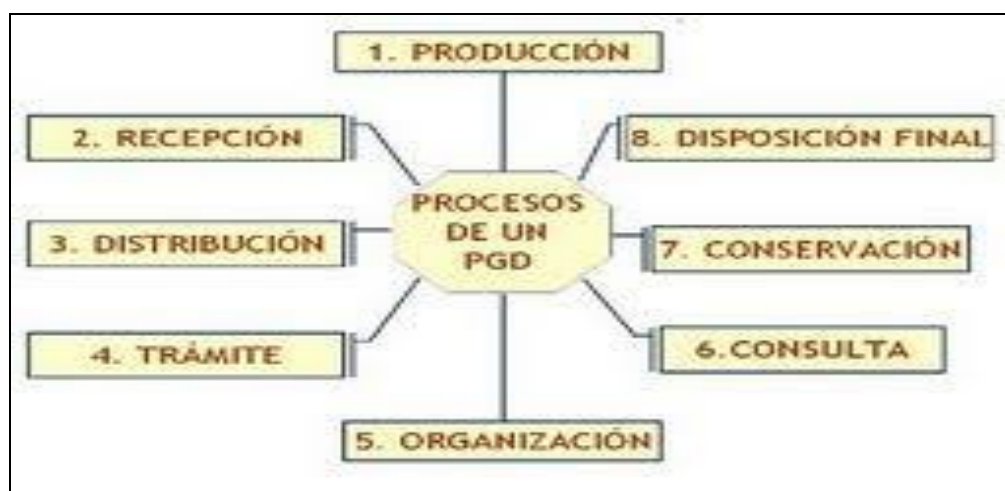 1. PRODUCCIÓN
2. RECEPCIÓN
8. DISPOSICIÓN FINAL
PROCESOS
DE UN
PGD
3. DISTRIBUCIÓN
7. CONSERVACIÓN
4. TRÁMITE
6.CONSULTA
5. ORGANIZACIÓN